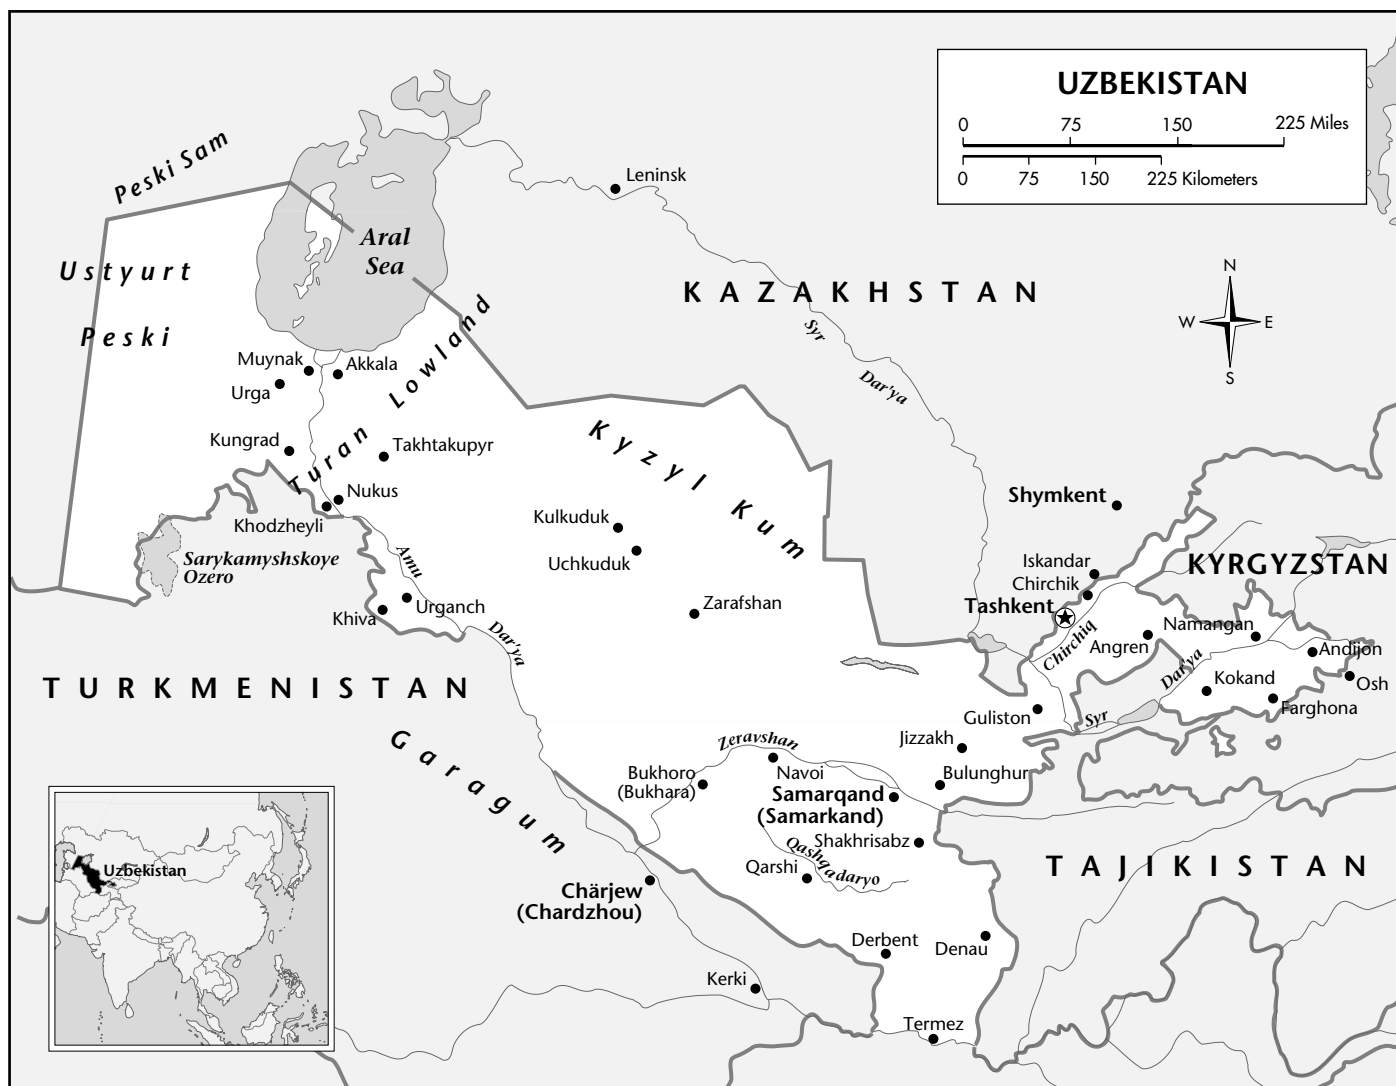 UZBEKISTAN
0 75 150 225 Miles
0 75 150 225 Kilometers
Peski Sam
Leninsk
Aral
Sea
Ustyurt
Peski
KAZAKHSTAN
N
W E
S
Syr
Dar'ya
Turan Lowland
Muynak
Akkala
Urga
Kungrad
Takhtakupyr
Kyzyl Kum
Nukus
Khodzheyli
Kulkuduk
Uchkuduk
Shymkent
Sarykamyshskoye
Ozero
Amu
Dar'ya
Iskandar
Chirchik
KYRGYZSTAN
Tashkent
Khiva
Urganch
Zarafshan
Chirchiq
Angren
Namangan
Andijon
Osh
Dar'ya
Kokand
Farghona
TURKMENISTAN
Guliston
Syr
Jizzakh
Garagum
Zeravshan
Bukhoro
(Bukhara)
Navoi
Bulunghur
Samarqand
(Samarkand)
Shakhrisabz
Qashqadaryo
Qarshi
TAJIKISTAN
Uzbekistan
Chärjew
(Chardzhou)
Derbent
Denau
Kerki
Termez